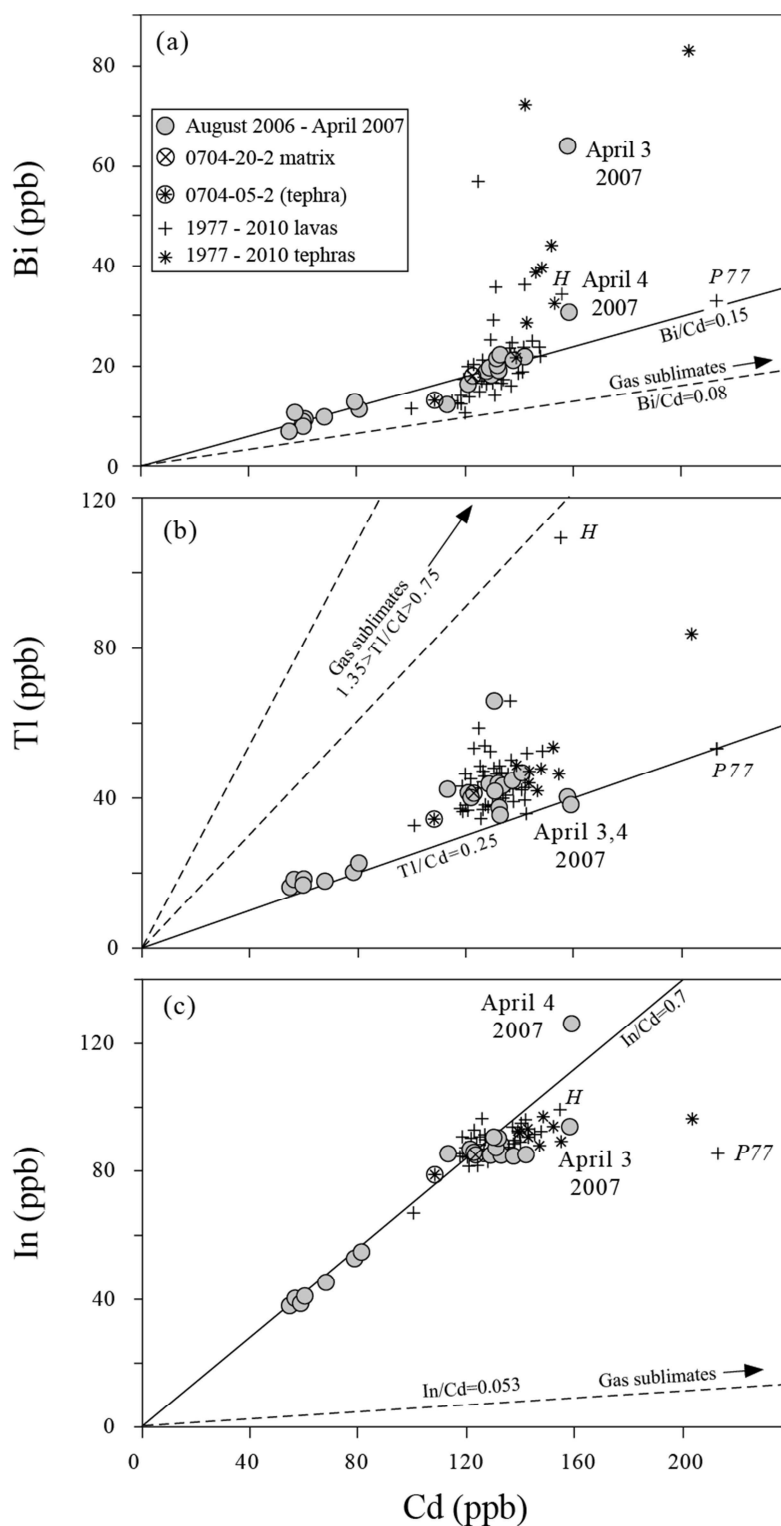 (a)
August 2006 - April 2007
0704-20-2 matrix
0704-05-2 (tephra)
1977 - 2010 lavas
1977 - 2010 tephras
April 3
2007
H
P77
April 4
2007
Bi/Cd=0.15
Gas sublimates
Bi/Cd=0.08
80
60
40
20
0
Bi (ppb)
(b)
Gas sublimates
1.35>Tl/Cd>0.75
H
P77
April 3,4
2007
Tl/Cd=0.25
120
80
40
0
Tl (ppb)
(c)
April 4
2007
In/Cd=0.7
H
April 3
2007
P77
In/Cd=0.053
Gas sublimates
120
80
40
0
In (ppb)
0 40 80 120 160 200
Cd (ppb)